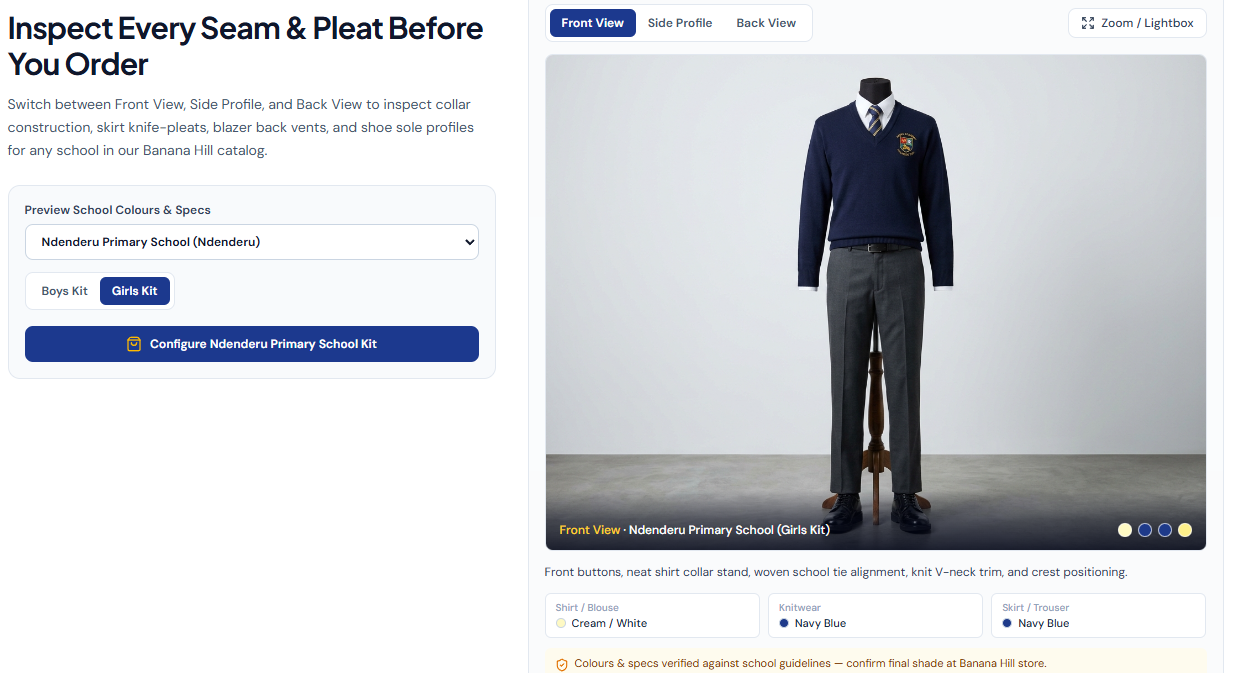 Inspect Every Seam & Pleat Before
You Order
Switch between Front View, Side Profile, and Back View to inspect collar
construction, skirt knife-pleats, blazer back vents, and shoe sole profiles
for any school in our Banana Hill catalog.
Preview School Colours & Specs
Ndenderu Primary School (Ndenderu)
Boys Kit
Girls Kit
Configure Ndenderu Primary School Kit
Front View
Side Profile
Back View
Zoom / Lightbox
Front View · Ndenderu Primary School (Girls Kit)
Front buttons, neat shirt collar stand, woven school tie alignment, knit V-neck trim, and crest positioning.
Shirt / Blouse
Cream / White
Knitwear
Navy Blue
Skirt / Trouser
Navy Blue
Colours & specs verified against school guidelines — confirm final shade at Banana Hill store.